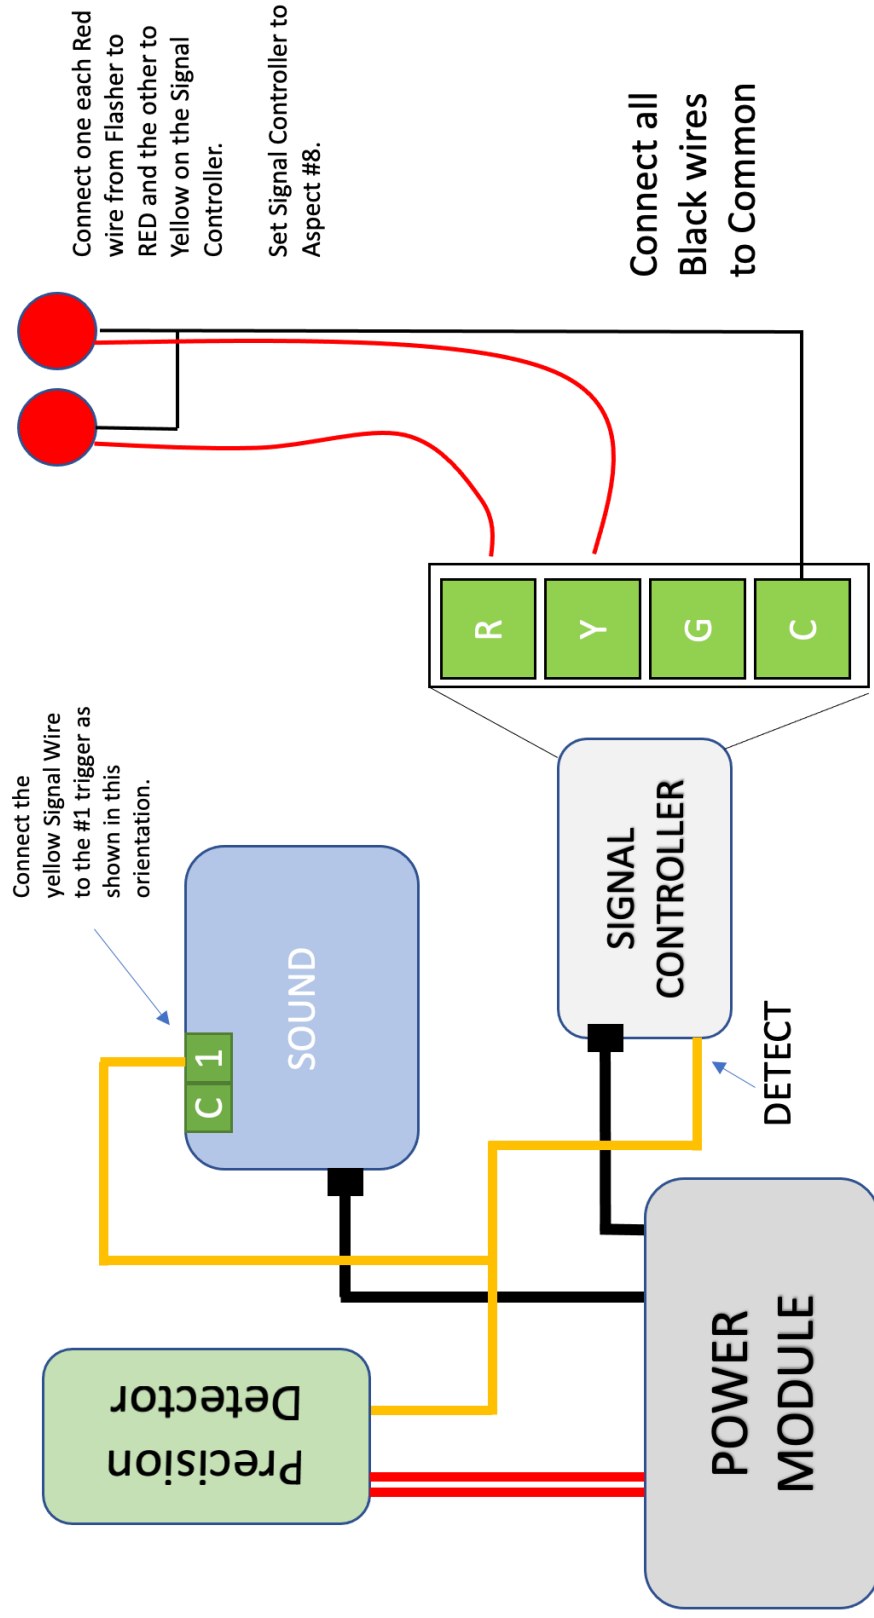 Connect one each Red
wire from Flasher to
RED and the other to
Yellow on the Signal
Controller.
Set Signal Controller to
Aspect #8.
Connect all
Black wires
to Common
Connect the
yellow Signal Wire
to the #1 trigger as
shown in this
orientation.
C 1
SOUND
R
Y
G
C
SIGNAL
CONTROLLER
DETECT
Precision
Detector
POWER
MODULE